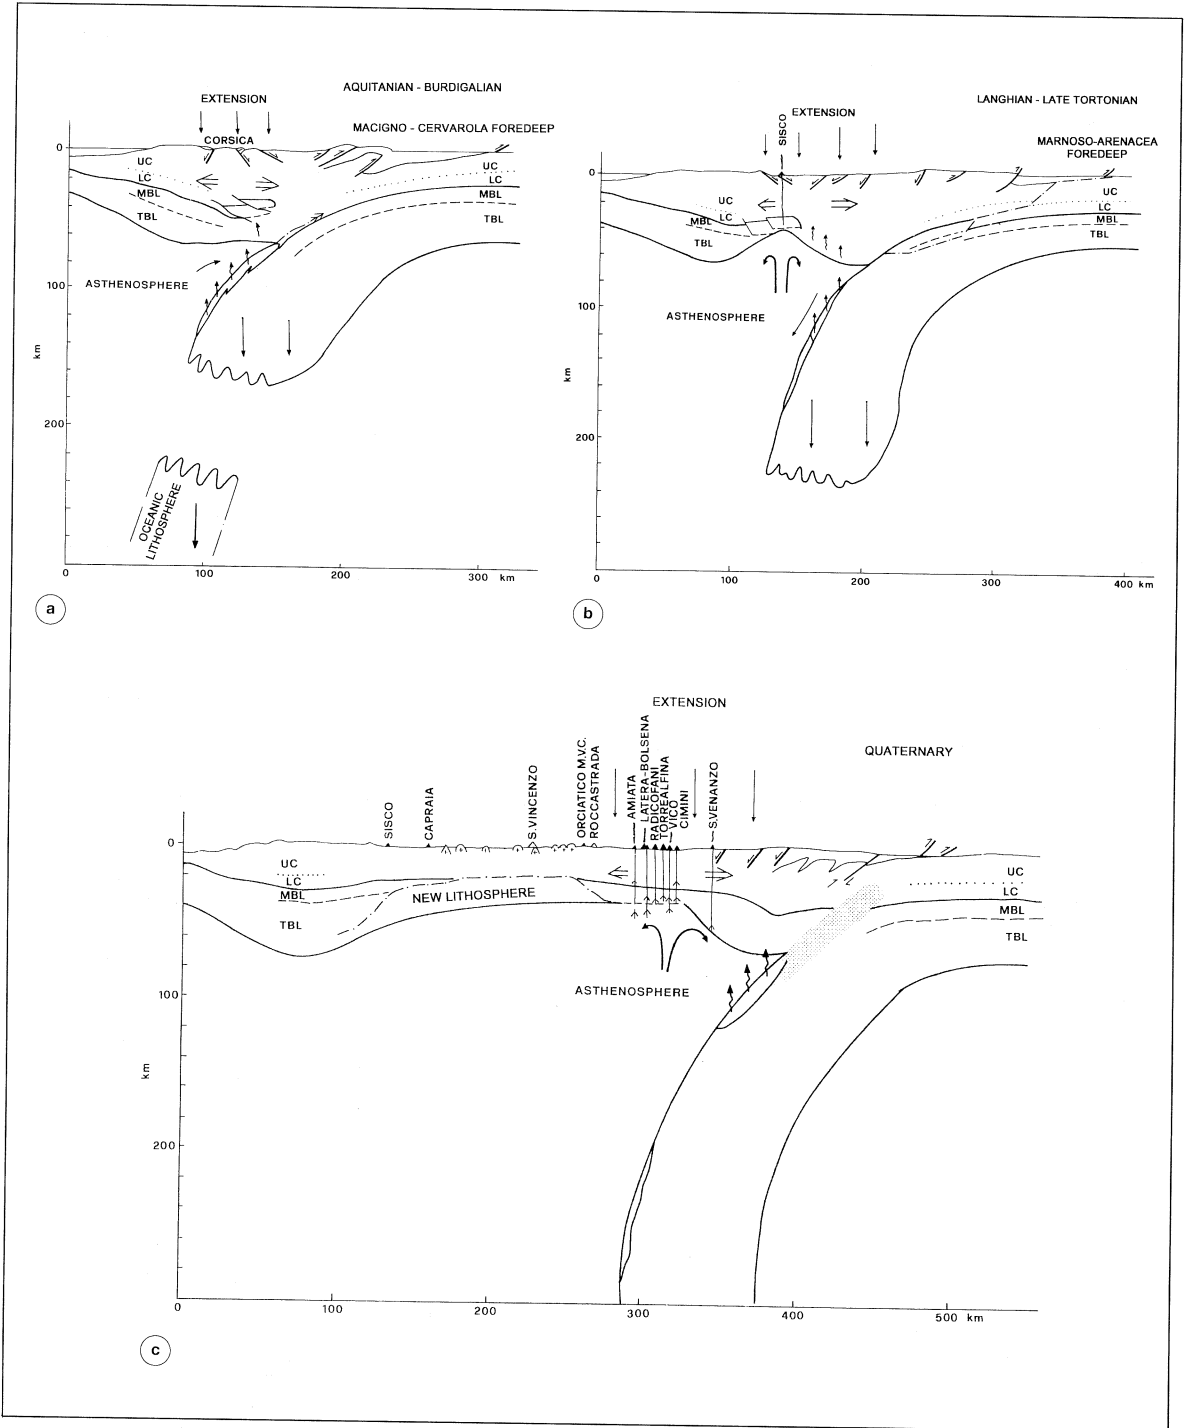 AQUITANIAN - BURDIGALIAN
EXTENSION
MACIGNO - CERVAROLA FOREDEEP
CORSICA
0
UC
UC
LC
LC
MBL
MBL
TBL
TBL
ASTHENOSPHERE
100
km
200
OCEANIC
LITHOSPHERE
0
100
200
300 km
a
LANGHIAN - LATE TORTONIAN
EXTENSION
SISCO
MARNOSO-ARENACEA
FOREDEEP
0
UC
UC
LC
LC
MBL
MBL
TBL
TBL
100
ASTHENOSPHERE
km
200
0
100
200
300
400 km
b
EXTENSION
QUATERNARY
SISCO
CAPRAIA
S.VINCENZO
ORCIATICO M.V.C.
ROCCASTRADA
AMIATA
LATERA-BOLSENA
RADICOFANI
TORREALFINA
VICO
CIMINI
S.VENANZO
0
UC
UC
LC
LC
MBL
NEW LITHOSPHERE
MBL
TBL
TBL
ASTHENOSPHERE
100
km
200
0
100
200
300
400
500 km
c